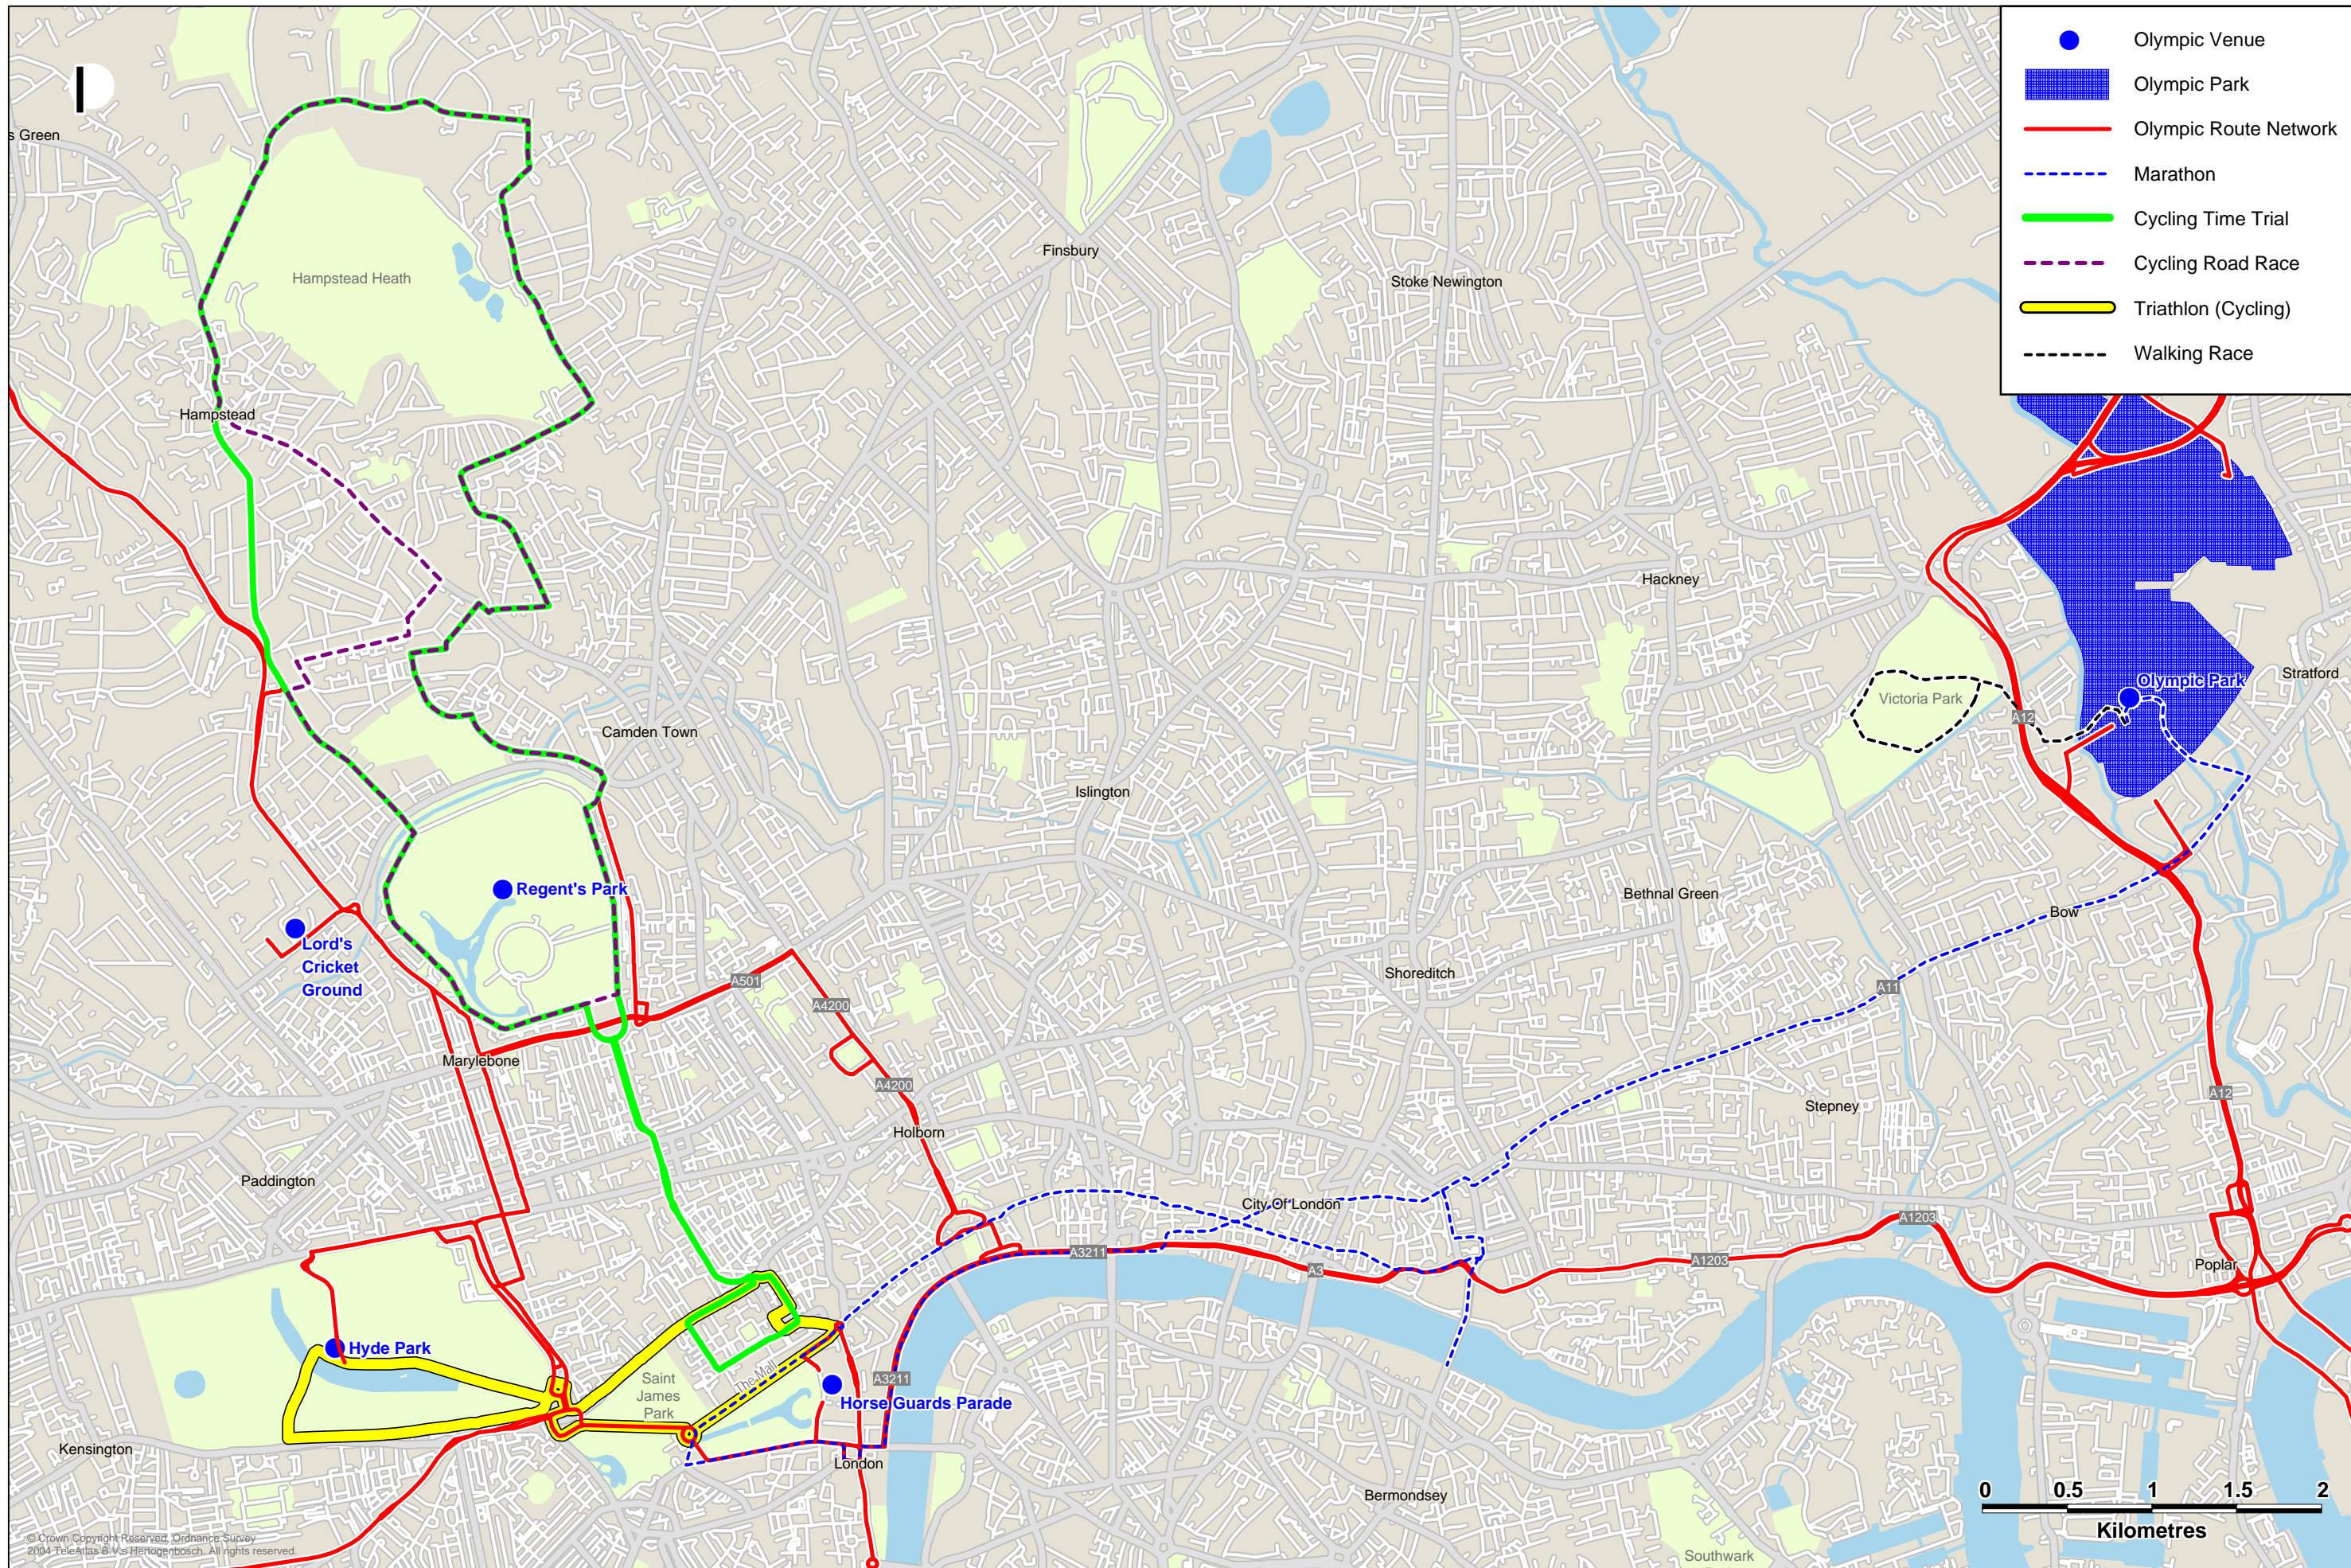 Olympic Venue
Olympic Park
Olympic Route Network
Marathon
Cycling Time Trial
Cycling Road Race
Triathlon (Cycling)
Walking Race
s Green
Hampstead Heath
Finsbury
Stoke Newington
Hampstead
Hackney
Stratford
Olympic Park
Victoria Park
A12
Camden Town
Islington
Regent's Park
Bethnal Green
Bow
Lord's
Cricket
Ground
Shoreditch
A501
A11
A4200
Marylebone
A4200
A12
Stepney
Holborn
Paddington
City Of London
A1203
A3211
A1203
Poplar
A3
Hyde Park
The Mall
Saint
James
Park
A3211
Horse Guards Parade
Kensington
London
Bermondsey
0 0.5 1 1.5 2
Kilometres
© Crown Copyright Reserved, Ordnance Survey
2004 TeleAtlas B.V.s Hertogenbosch. All rights reserved.
Southwark